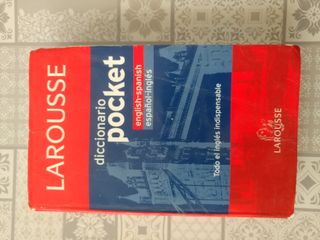 LAROUSSE
diccionario
pocket
english-spanish
español-inglés
Todo el inglés indispensable
LAROUSSE